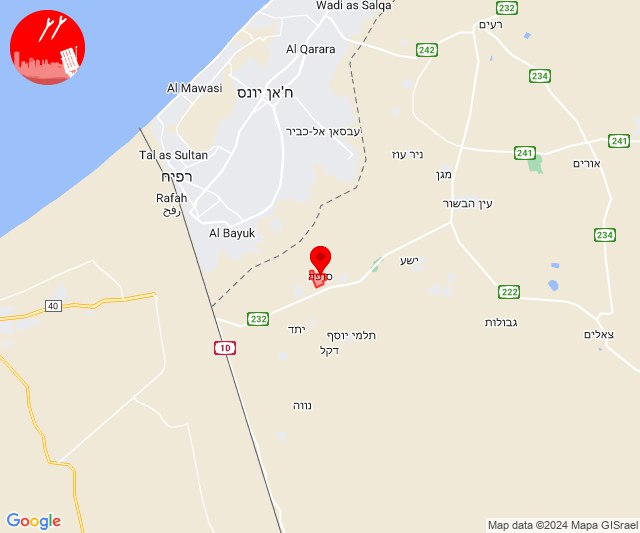 Wadi as Salqa
232
רעים
Al Qarara
242
234
Al Mawasi
ח'אן יונס
עבסאן אל-כביר
241
Tal as Sultan
ניר עוז
241
אורים
רפיח
מגן
Rafah
رفح
עין הבשור
Al Bayuk
234
ישע
סופה
222
40
232
גבולות
יתד
תלמי יוסף
צאלים
10
דקל
נווה
Google
Map data ©2024 Mapa GISrael